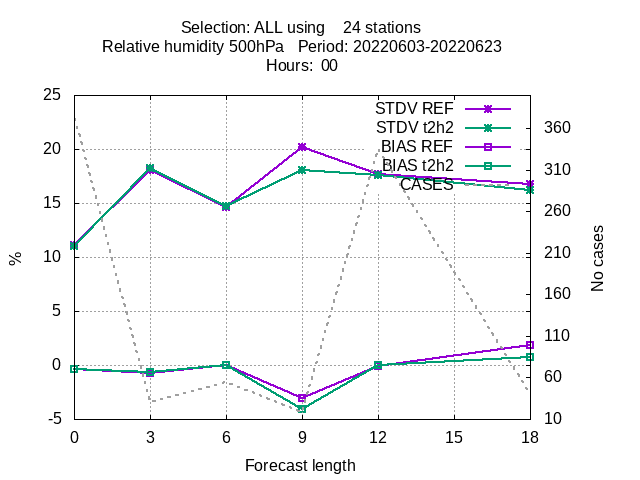 Selection: ALL using 24 stations
Relative humidity 500hPa Period: 20220603-20220623
Hours: 00
25
20
15
10
5
0
-5
%
STDV REF
STDV t2h2
BIAS REF
BIAS t2h2
CASES
360
310
260
210
160
110
60
10
No cases
0 3 6 9 12 15 18
Forecast length